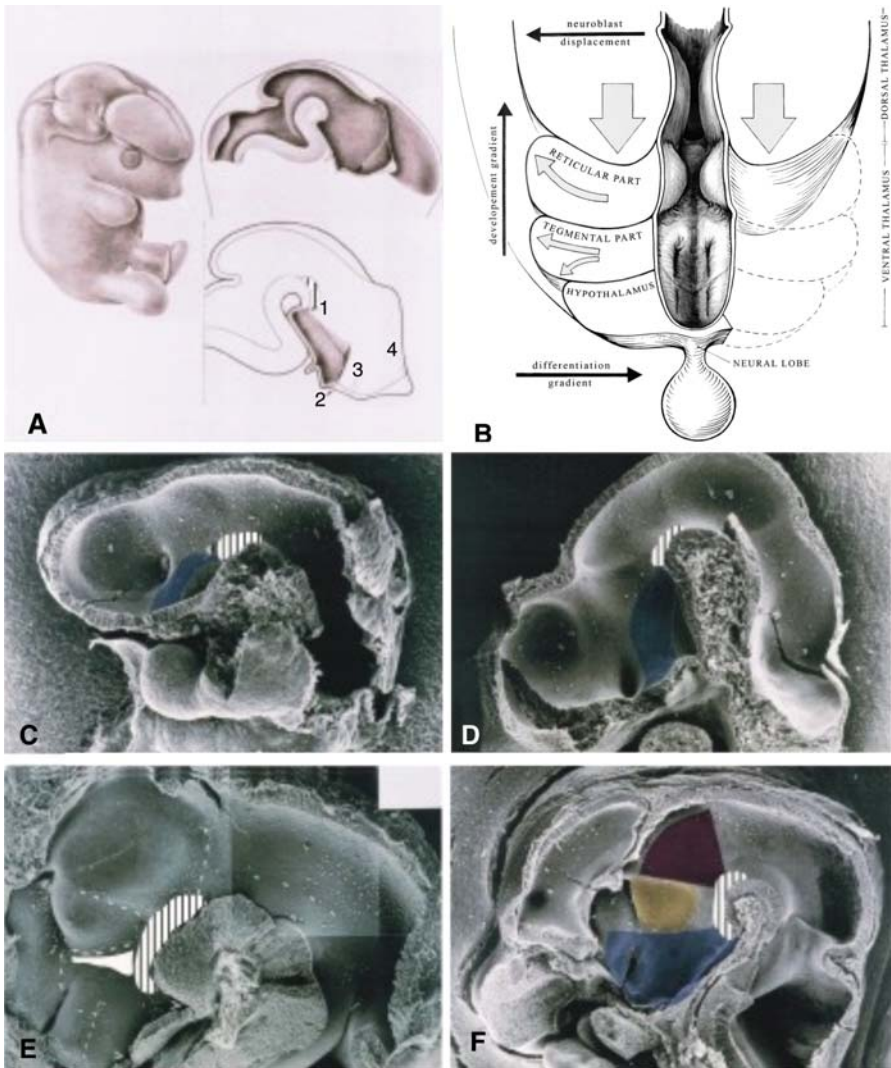 1
4
3
2
A
neuroblast
displacement
developement gradient
RETICULAR PART
TEGMENTAL PART
HYPOTHALAMUS
DORSAL THALAMUS
VENTRAL THALAMUS
NEURAL LOBE
differentiation
gradient
B
C
D
E
F